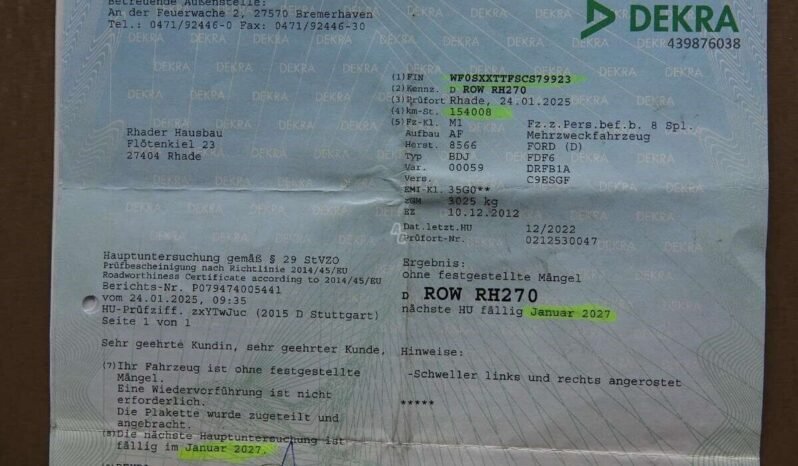 Betreuende Außenstelle:
An der Feuerwache 2, 27570 Bremerhaven
Tel.: 0471/92446-0 Fax: 0471/92446-30
DEKRA
439876038
(1) FIN WF0SXXTTFSCS79923
(2) Kennz. D ROW RH270
(3) Prüfort Rhade, 24.01.2025
(4) km-St. 154008
(5) Fz-Kl. M1 Fz.z.Pers.bef.b. 8 Spl.
Aufbau AF Mehrzweckfahrzeug
Herst. 8566 FORD (D)
Typ BDJ FDF6
Var. 00059 DRFB1A
Vers. C9ESGF
EMI-Kl. 35G0**
zGM 3025 kg
EZ 10.12.2012
Dat.letzt.HU 12/2022
Prüfort-Nr. 0212530047
Rhader Hausbau
Flötenkiel 23
27404 Rhade
Hauptuntersuchung gemäß § 29 StVZO
Prüfbescheinigung nach Richtlinie 2014/45/EU
Roadworthiness Certificate according to 2014/45/EU
Berichts-Nr. P079474005441
vom 24.01.2025, 09:35
HU-Prüfziff. zxYTwJuc (2015 D Stuttgart)
Seite 1 von 1
Ergebnis:
ohne festgestellte Mängel
D ROW RH270
nächste HU fällig Januar 2027
Sehr geehrte Kundin, sehr geehrter Kunde,
(7) Ihr Fahrzeug ist ohne festgestellte
Mängel.
Eine Wiedervorführung ist nicht
erforderlich.
Die Plakette wurde zugeteilt und
angebracht.
(8) Die nächste Hauptuntersuchung ist
fällig im Januar 2027.
Hinweise:
-Schweller links und rechts angerostet
*****